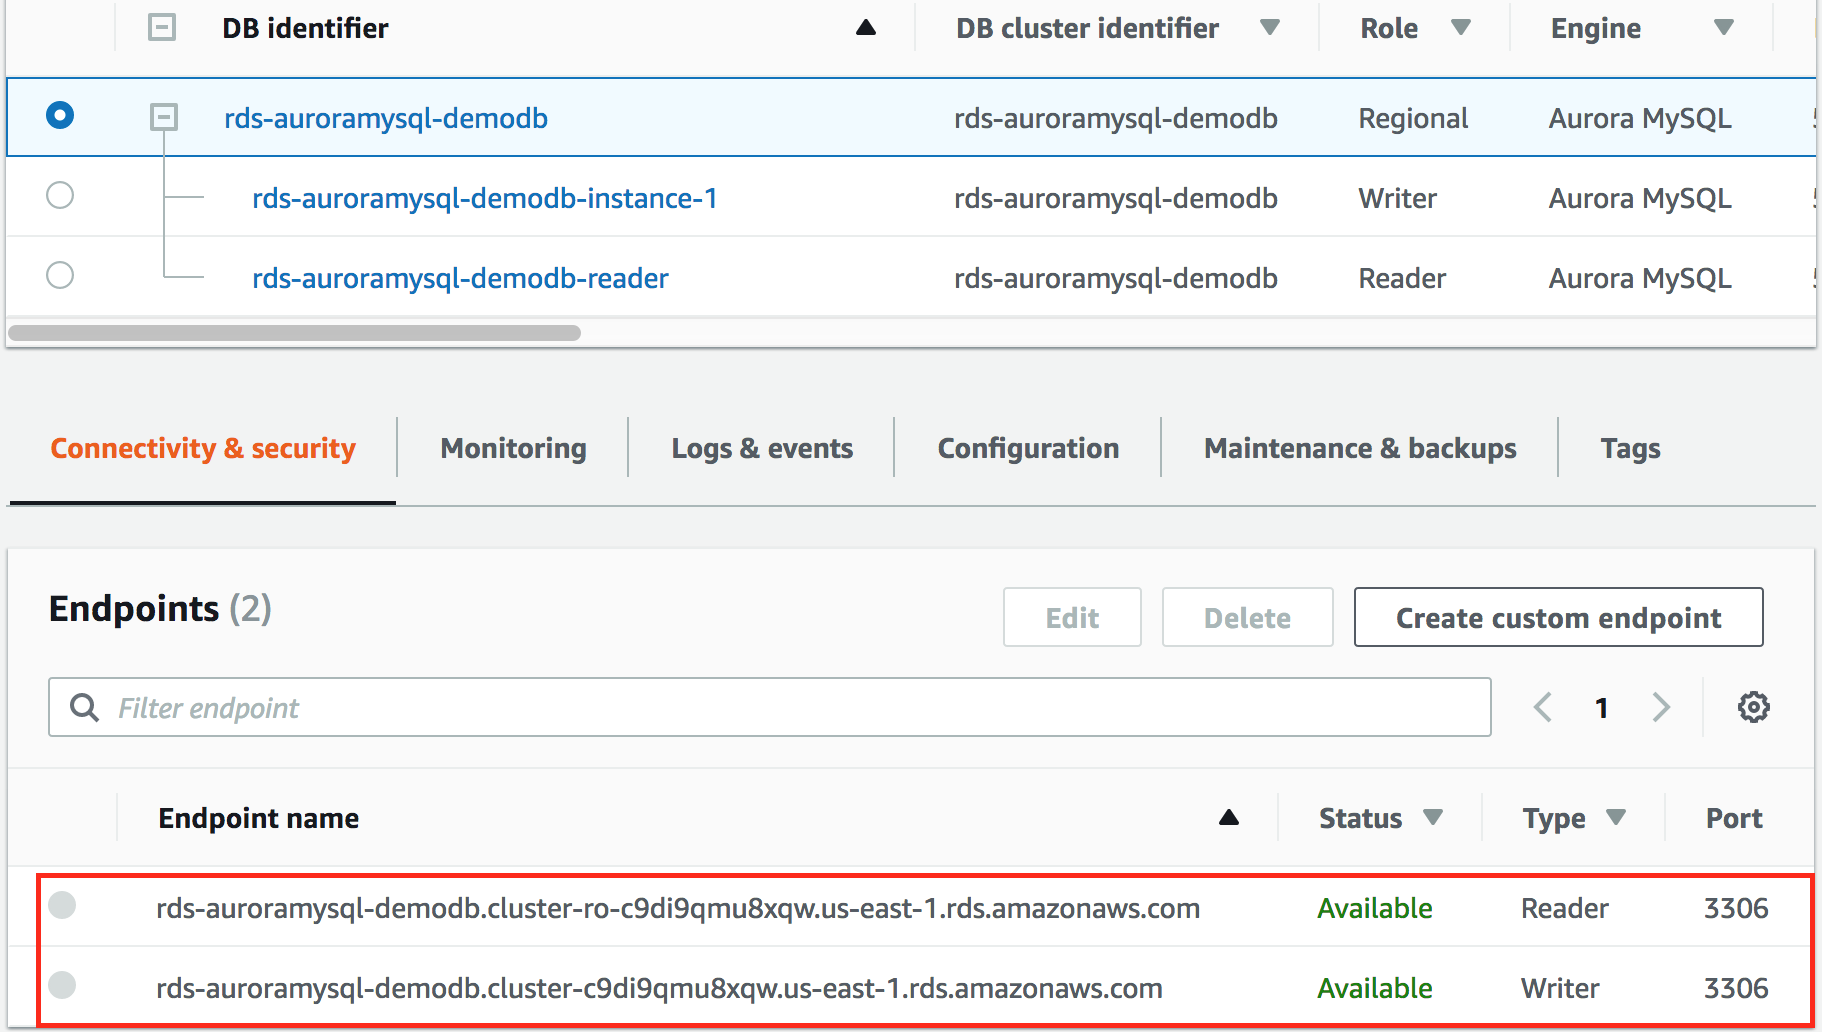 DB identifier DB cluster identifier Role Engine
rds-auroramysql-demodb rds-auroramysql-demodb Regional Aurora MySQL
rds-auroramysql-demodb-instance-1 rds-auroramysql-demodb Writer Aurora MySQL
rds-auroramysql-demodb-reader rds-auroramysql-demodb Reader Aurora MySQL
Connectivity & security Monitoring Logs & events Configuration Maintenance & backups Tags
Endpoints (2) Edit Delete Create custom endpoint
Filter endpoint 1
Endpoint name Status Type Port
rds-auroramysql-demodb.cluster-ro-c9di9qmu8xqw.us-east-1.rds.amazonaws.com Available Reader 3306
rds-auroramysql-demodb.cluster-c9di9qmu8xqw.us-east-1.rds.amazonaws.com Available Writer 3306